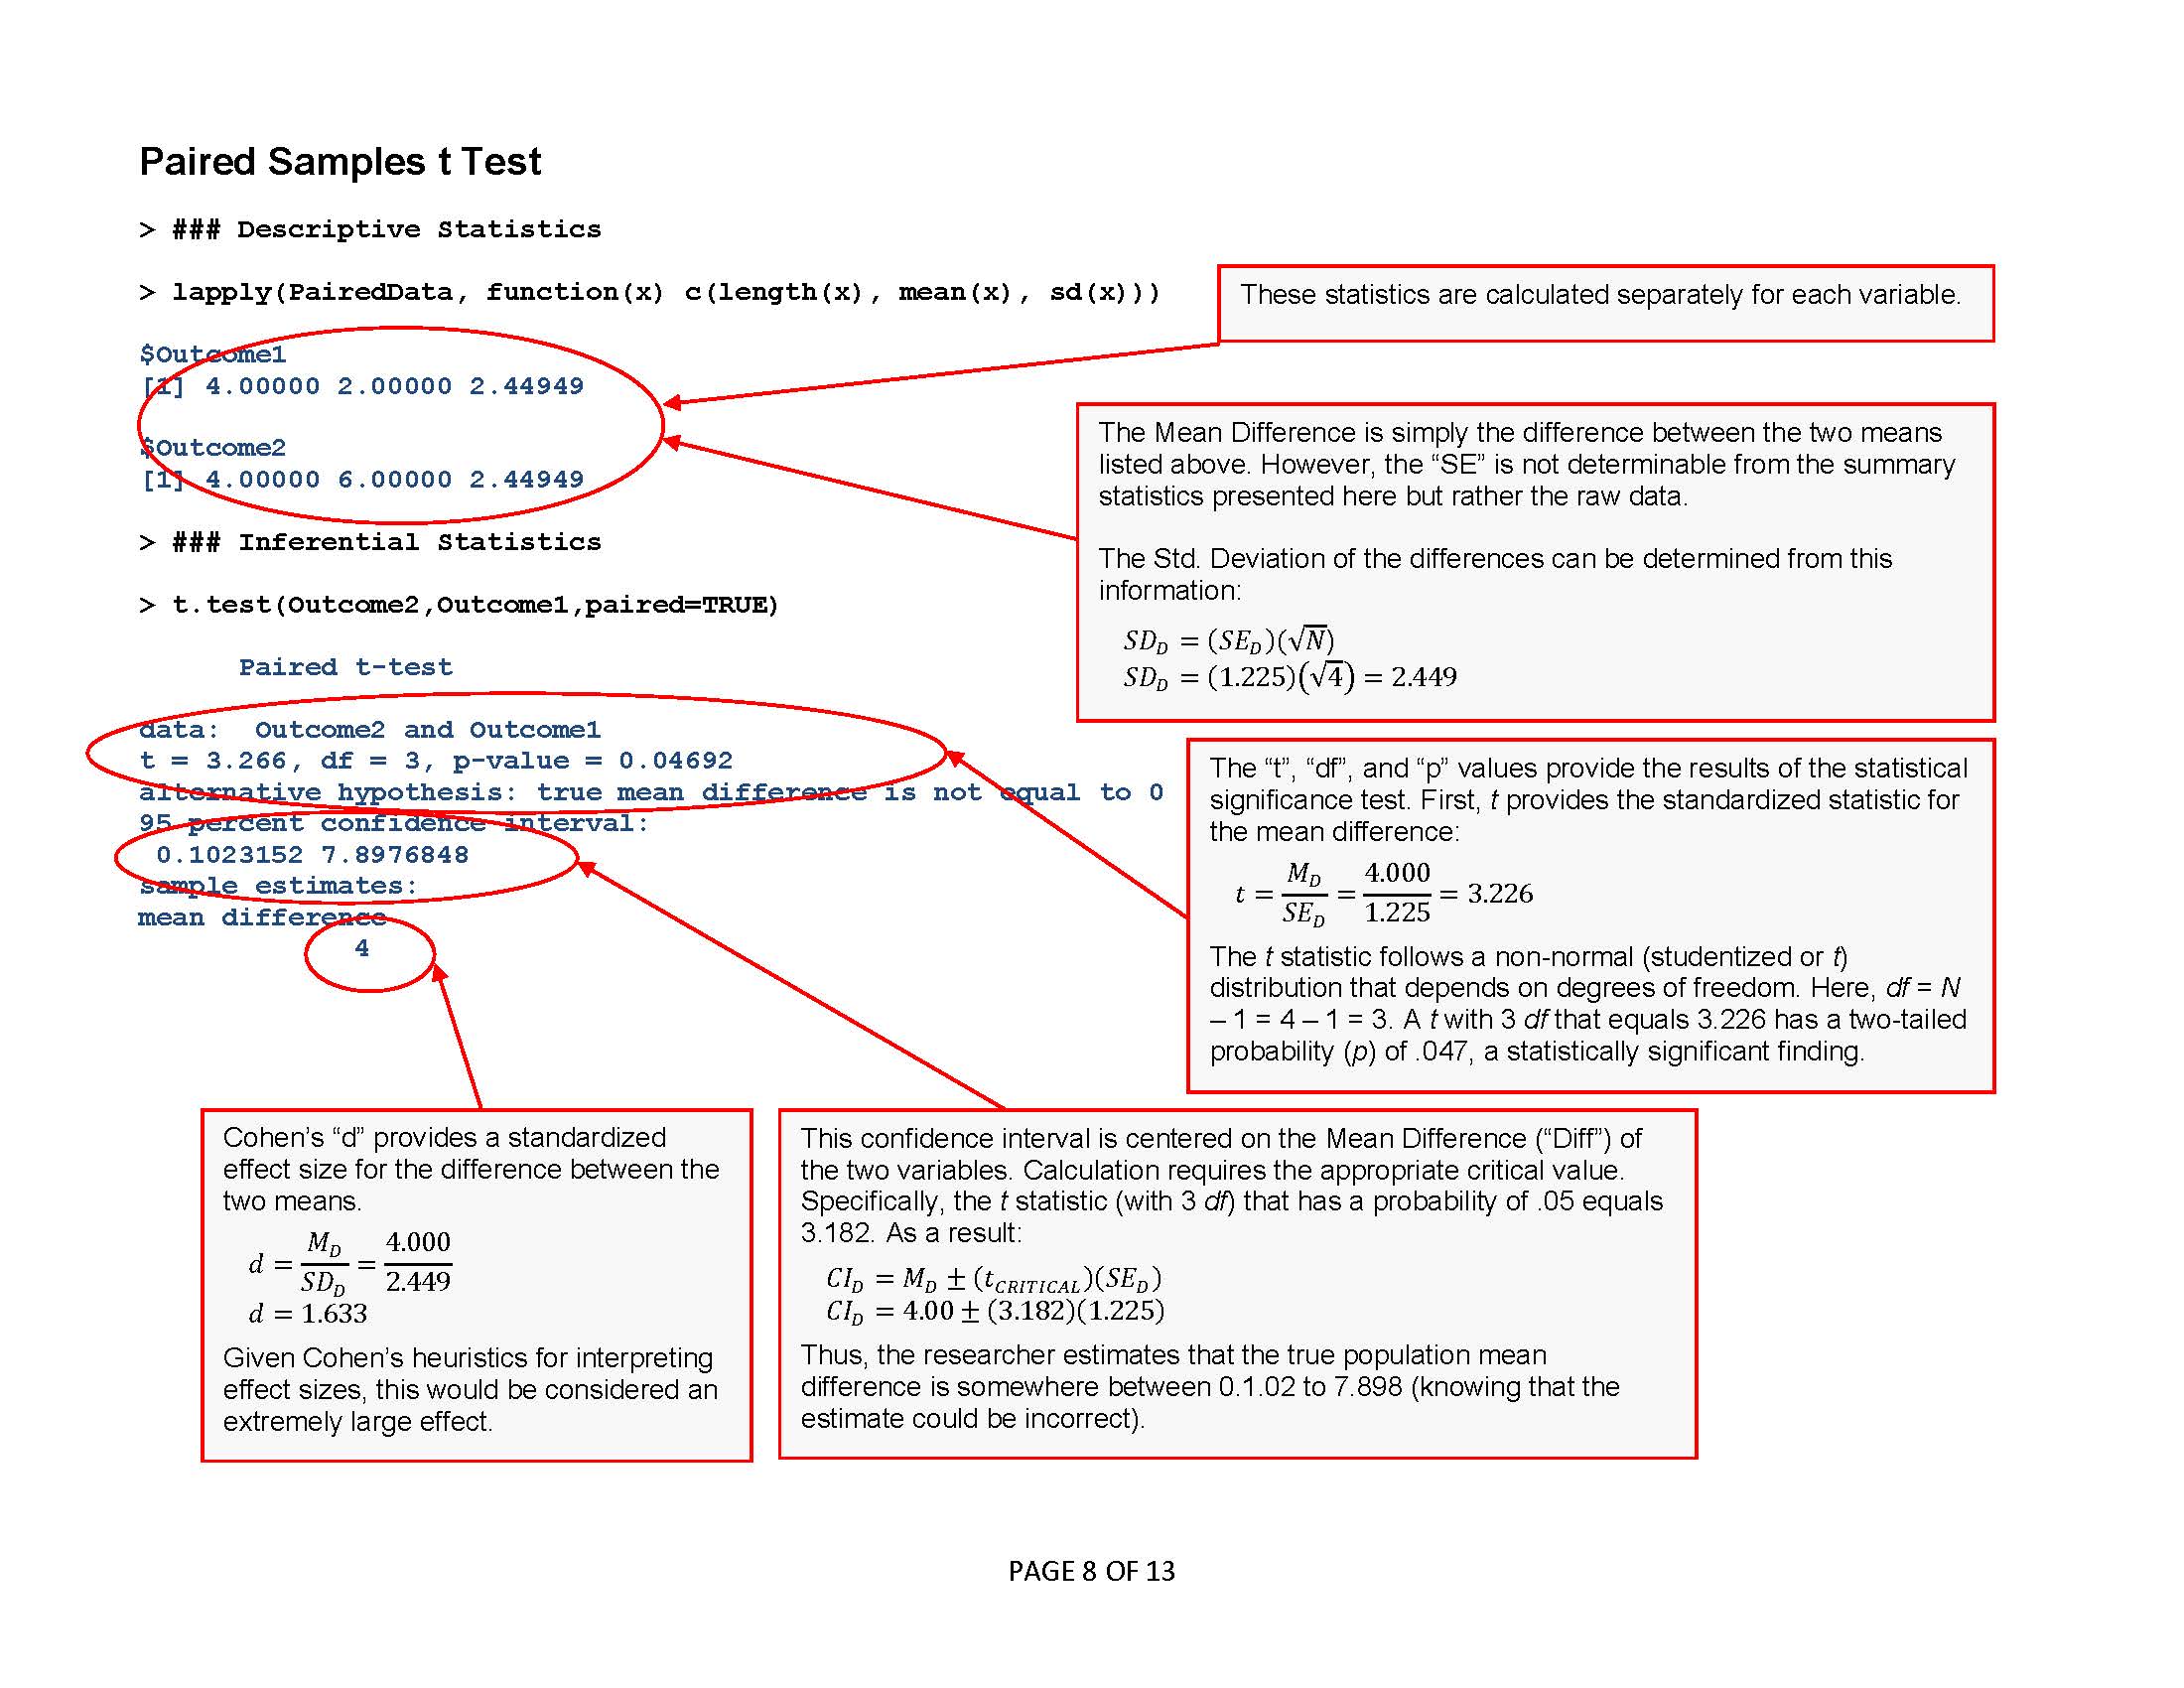 Paired Samples t Test
> ### Descriptive Statistics
> lapply(PairedData, function(x) c(length(x), mean(x), sd(x)))
$Outcome1
[1] 4.00000 2.00000 2.44949
$Outcome2
[1] 4.00000 6.00000 2.44949
> ### Inferential Statistics
> t.test(Outcome2,Outcome1,paired=TRUE)
Paired t-test
data:  Outcome2 and Outcome1
t = 3.266, df = 3, p-value = 0.04692
alternative hypothesis: true mean difference is not equal to 0
95 percent confidence interval:
0.1023152 7.8976848
sample estimates:
mean difference
4
These statistics are calculated separately for each variable.
The Mean Difference is simply the difference between the two means
listed above. However, the “SE” is not determinable from the summary
statistics presented here but rather the raw data.
The Std. Deviation of the differences can be determined from this
information:
SD_D = (SE_D)(√N)
SD_D = (1.225)(√4) = 2.449
The “t”, “df”, and “p” values provide the results of the statistical
significance test. First, t provides the standardized statistic for
the mean difference:
t = M_D / SE_D = 4.000 / 1.225 = 3.226
The t statistic follows a non-normal (studentized or t)
distribution that depends on degrees of freedom. Here, df = N
– 1 = 4 – 1 = 3. A t with 3 df that equals 3.226 has a two-tailed
probability (p) of .047, a statistically significant finding.
Cohen’s “d” provides a standardized
effect size for the difference between the
two means.
d = M_D / SD_D = 4.000 / 2.449
d = 1.633
Given Cohen’s heuristics for interpreting
effect sizes, this would be considered an
extremely large effect.
This confidence interval is centered on the Mean Difference (“Diff”) of
the two variables. Calculation requires the appropriate critical value.
Specifically, the t statistic (with 3 df) that has a probability of .05 equals
3.182. As a result:
CI_D = M_D ± (t_CRITICAL)(SE_D)
CI_D = 4.00 ± (3.182)(1.225)
Thus, the researcher estimates that the true population mean
difference is somewhere between 0.1.02 to 7.898 (knowing that the
estimate could be incorrect).
PAGE 8 OF 13